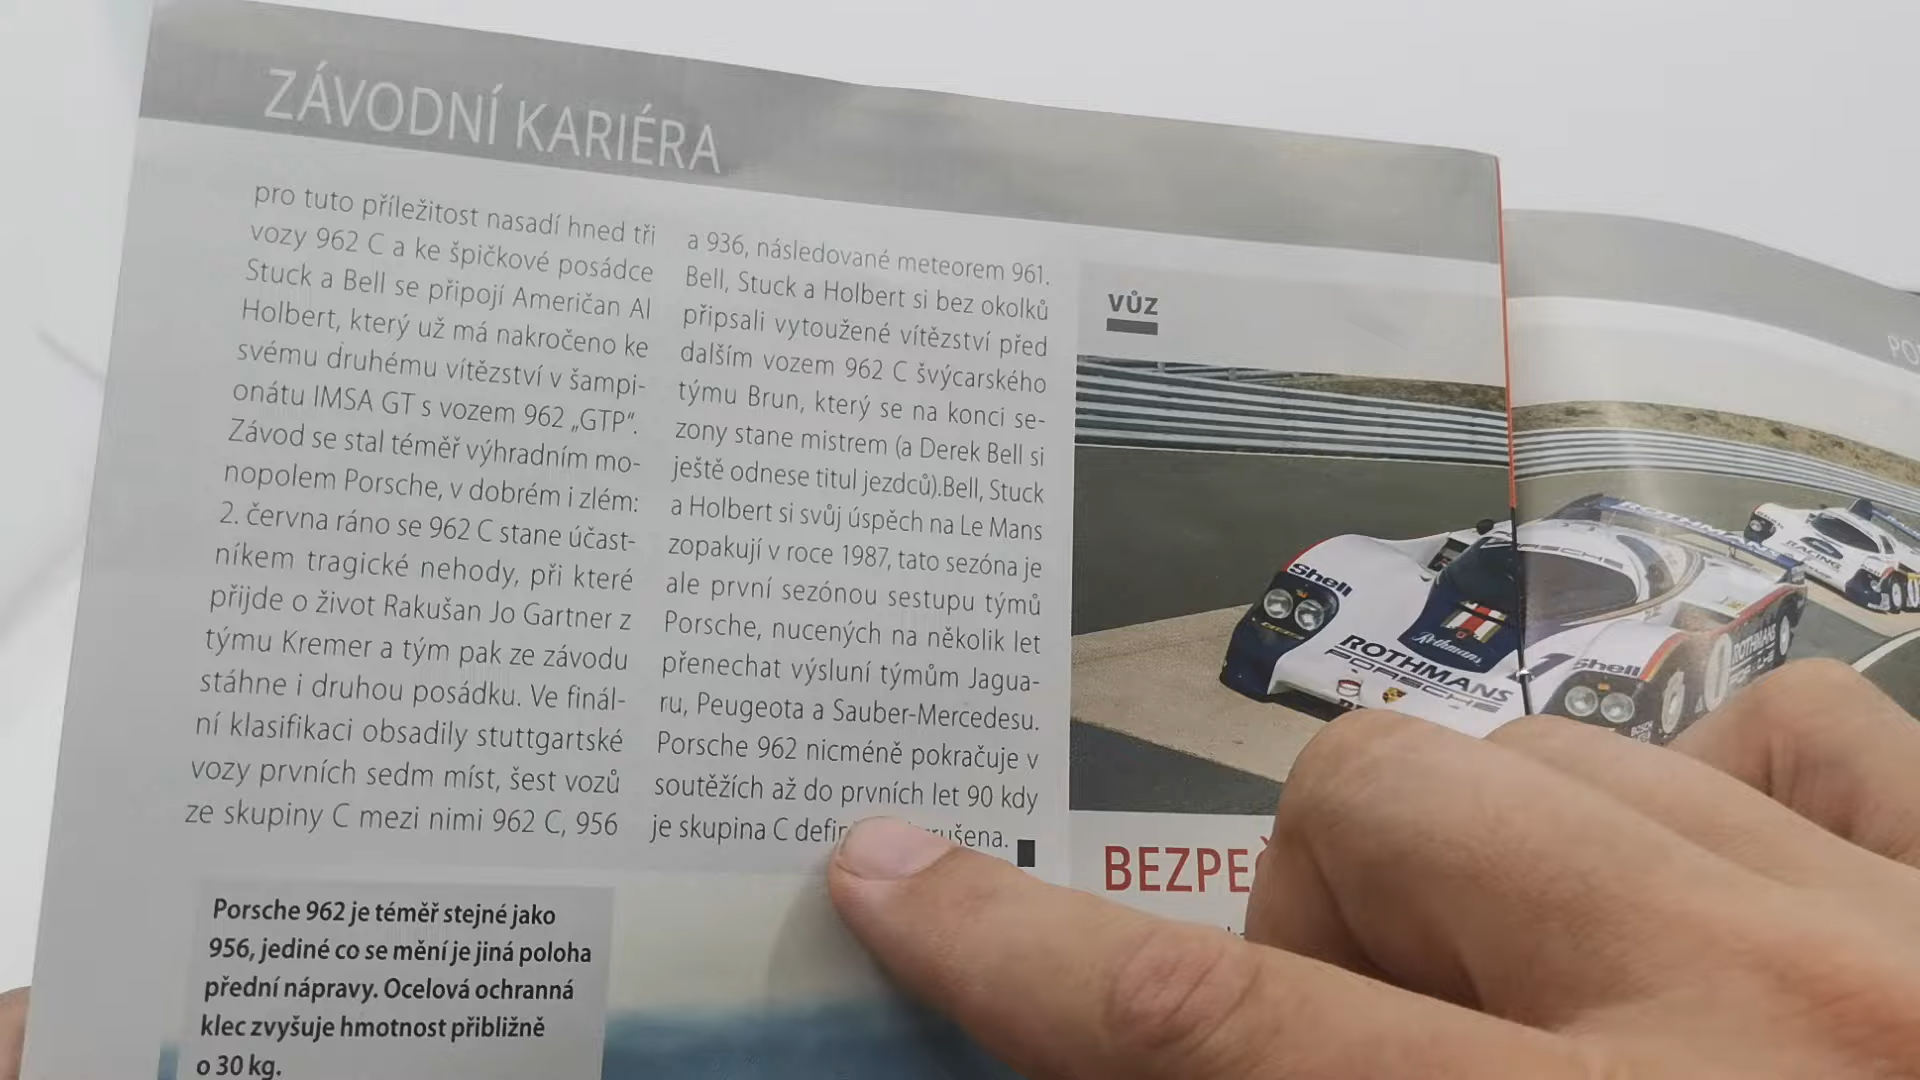 ZÁVODNÍ KARIÉRA
pro tuto příležitost nasadí hned tři
vozy 962 C a ke špičkové posádce
Stuck a Bell se připojí Američan Al
Holbert, který už má nakročeno ke
svému druhému vítězství v šampi-
onátu IMSA GT s vozem 962 „GTP“.
Závod se stal téměř výhradním mo-
nopolem Porsche, v dobrém i zlém:
2. června ráno se 962 C stane účast-
níkem tragické nehody, při které
přijde o život Rakušan Jo Gartner z
týmu Kremer a tým pak ze závodu
stáhne i druhou posádku. Ve finál-
ní klasifikaci obsadily stuttgartské
vozy prvních sedm míst, šest vozů
ze skupiny C mezi nimi 962 C, 956
a 936, následované meteorem 961.
Bell, Stuck a Holbert si bez okolků
připsali vytoužené vítězství před
dalším vozem 962 C švýcarského
týmu Brun, který se na konci se-
zony stane mistrem (a Derek Bell si
ještě odnese titul jezdců).Bell, Stuck
a Holbert si svůj úspěch na Le Mans
zopakují v roce 1987, tato sezóna je
ale první sezónou sestupu týmů
Porsche, nucených na několik let
přenechat výsluní týmům Jagua-
ru, Peugeota a Sauber-Mercedesu.
Porsche 962 nicméně pokračuje v
soutěžích až do prvních let 90 kdy
je skupina C
Porsche 962 je téměř stejné jako
956, jediné co se mění je jiná poloha
přední nápravy. Ocelová ochranná
klec zvyšuje hmotnost přibližně
o 30 kg.
VŮZ
Shell
Rothmans
ROTHMANS
PORSCHE
1
Shell
PORSCHE
ROTHMANS
1
ROTHMANS
RACING